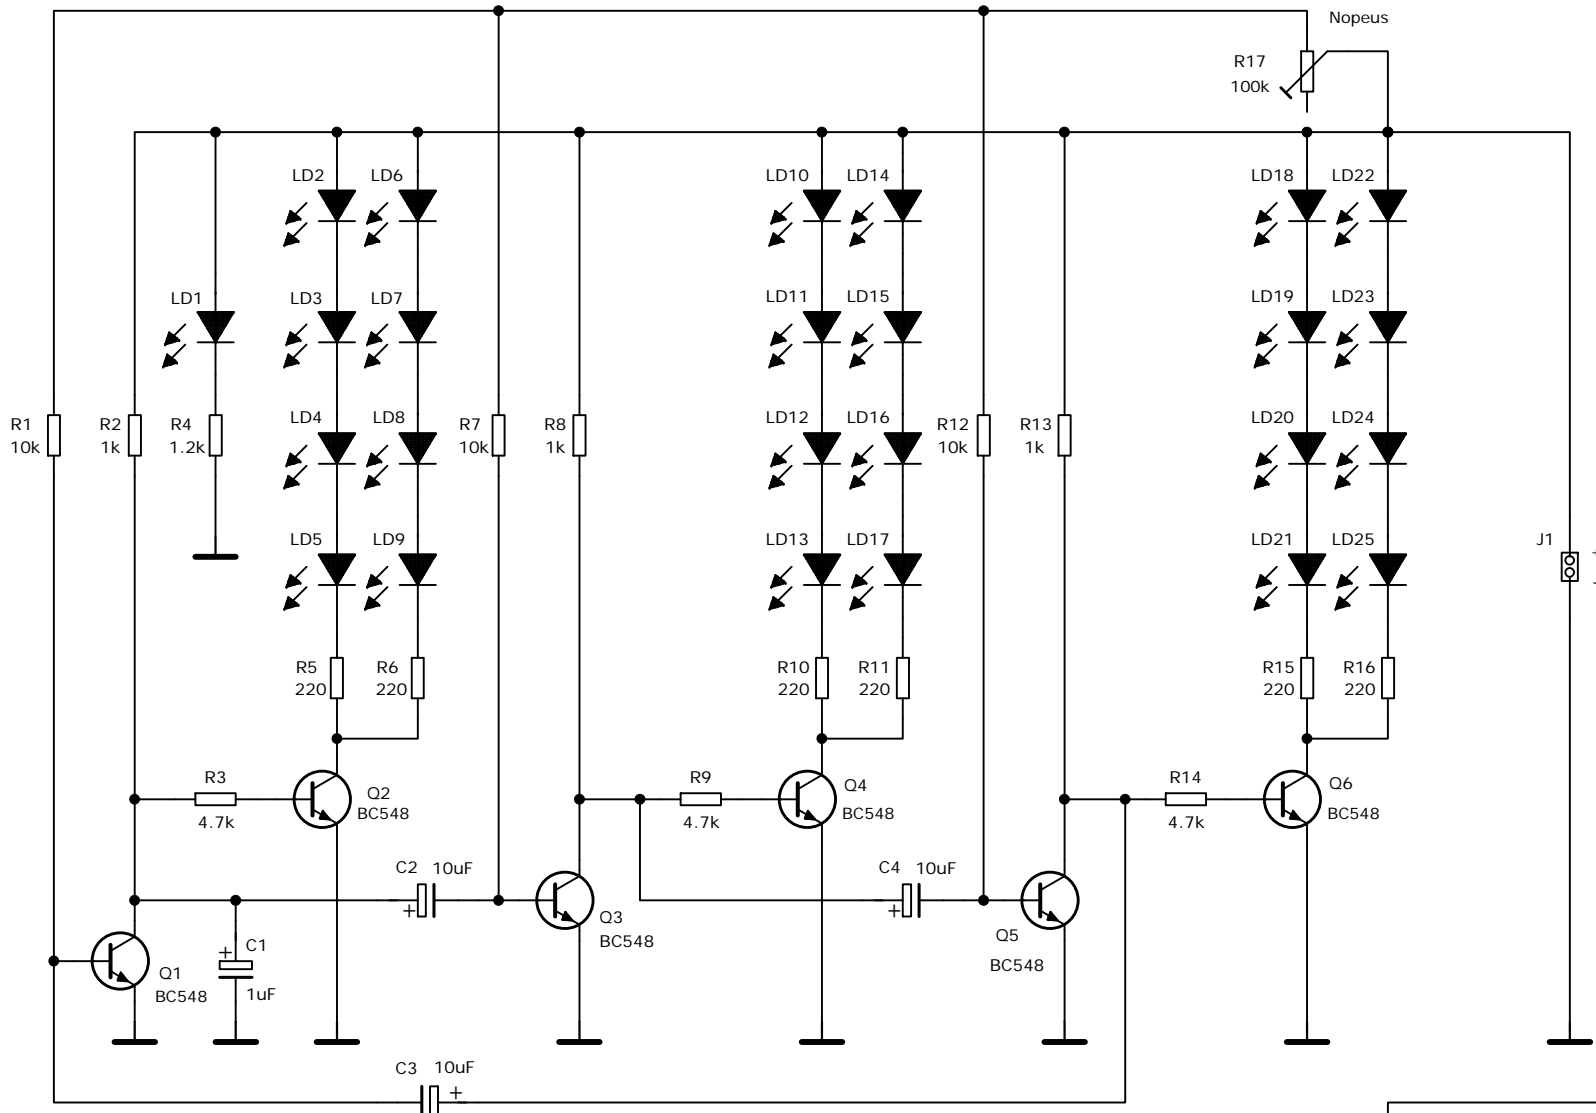 Nopeus
R17
100k
LD2
LD6
LD10
LD14
LD18
LD22
LD1
LD3
LD7
LD11
LD15
LD19
LD23
R1
10k
R2
1k
R4
1.2k
LD4
LD8
R7
10k
R8
1k
LD12
LD16
R12
10k
R13
1k
LD20
LD24
LD5
LD9
LD13
LD17
LD21
LD25
J1
R5
220
R6
220
R10
220
R11
220
R15
220
R16
220
R3
4.7k
Q2
BC548
R9
4.7k
Q4
BC548
R14
4.7k
Q6
BC548
C2 10uF
+
Q3
BC548
C4 10uF
+
Q5
BC548
Q1
BC548
+
C1
1uF
C3 10uF
+